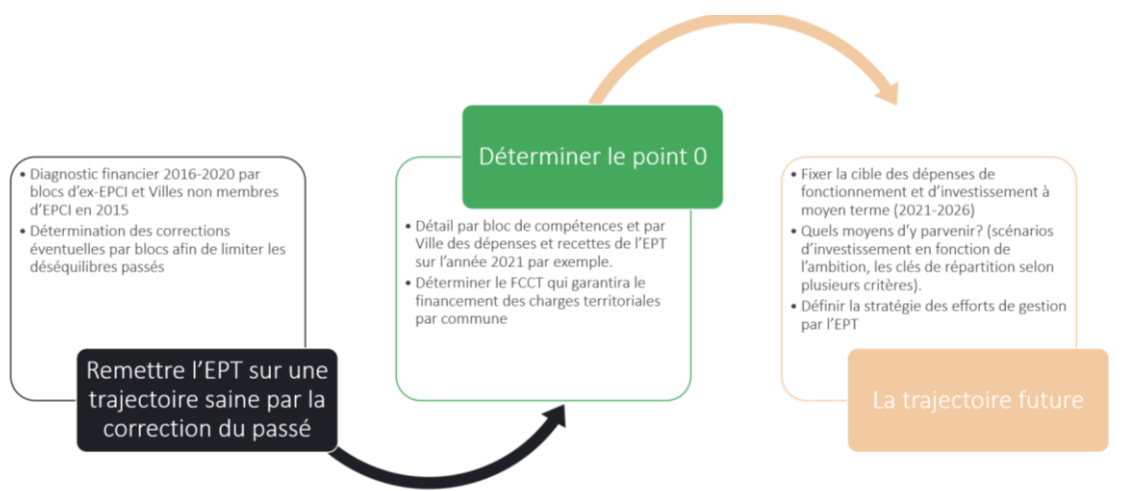 • Diagnostic financier 2016-2020 par
blocs d'ex-EPCI et Villes non membres
d'EPCI en 2015
• Détermination des corrections
éventuelles par blocs afin de limiter les
déséquilibres passés
Remettre l'EPT sur une
trajectoire saine par la
correction du passé
Déterminer le point 0
• Détail par bloc de compétences et par
Ville des dépenses et recettes de l'EPT
sur l'année 2021 par exemple.
• Déterminer le FCCT qui garantira le
financement des charges territoriales
par commune
• Fixer la cible des dépenses de
fonctionnement et d'investissement à
moyen terme (2021-2026)
• Quels moyens d'y parvenir? (scénarios
d'investissement en fonction de
l'ambition, les clés de répartition selon
plusieurs critères).
• Définir la stratégie des efforts de gestion
par l'EPT
La trajectoire future